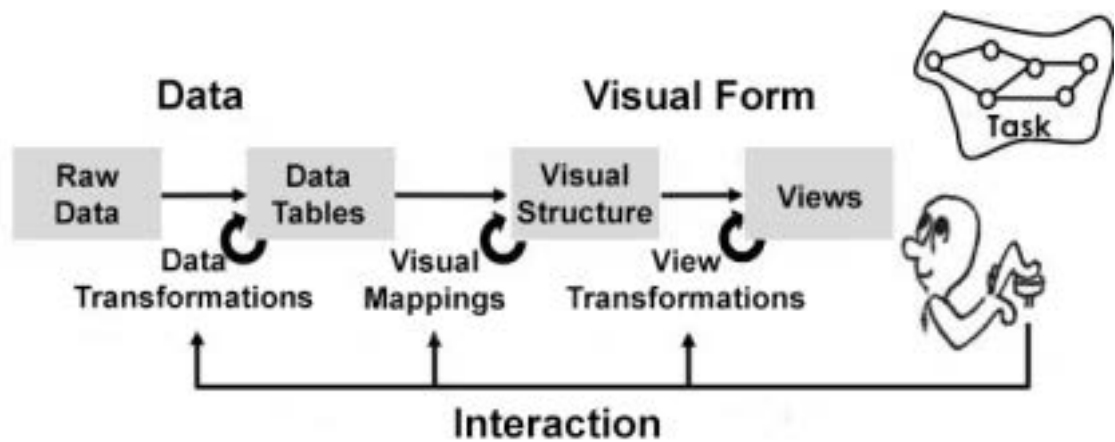 Data
Visual Form
Task
Raw
Data
Data
Tables
Visual
Structure
Views
Data
Transformations
Visual
Mappings
View
Transformations
Interaction